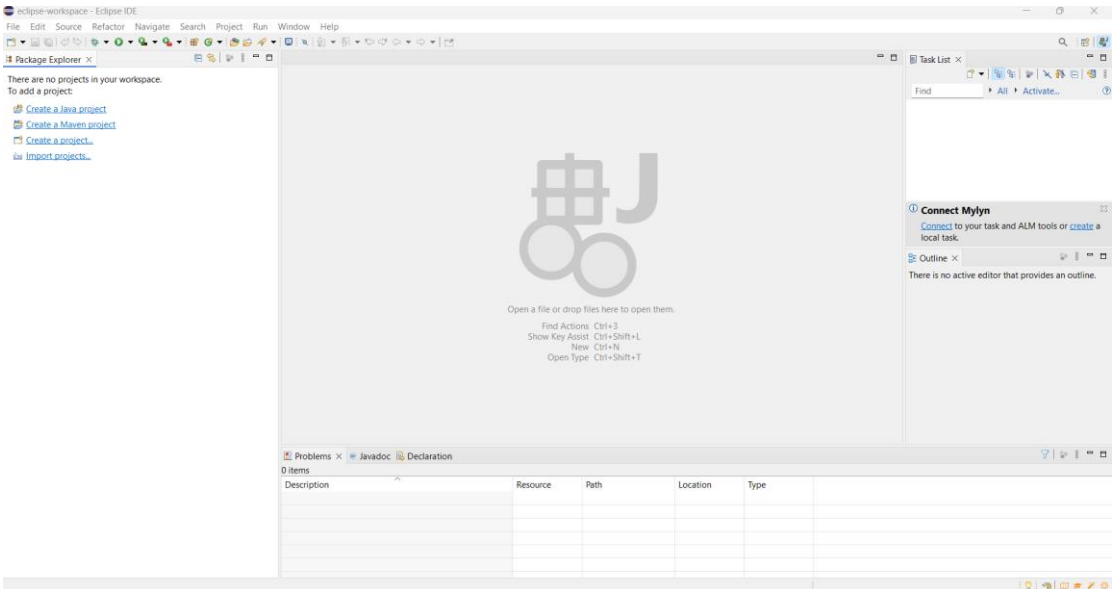 eclipse-workspace - Eclipse IDE
File Edit Source Refactor Navigate Search Project Run Window Help
Package Explorer
There are no projects in your workspace.
To add a project:
Create a Java project
Create a Maven project
Create a project...
Import projects...
J
Open a file or drop files here to open them.
Find Actions Ctrl+3
Show Key Assist Ctrl+Shift+L
New Ctrl+N
Open Type Ctrl+Shift+T
Task List
Find All Activate...
Connect Mylyn
Connect to your task and ALM tools or create a
local task.
Outline
There is no active editor that provides an outline.
Problems Javadoc Declaration
0 items
Description Resource Path Location Type